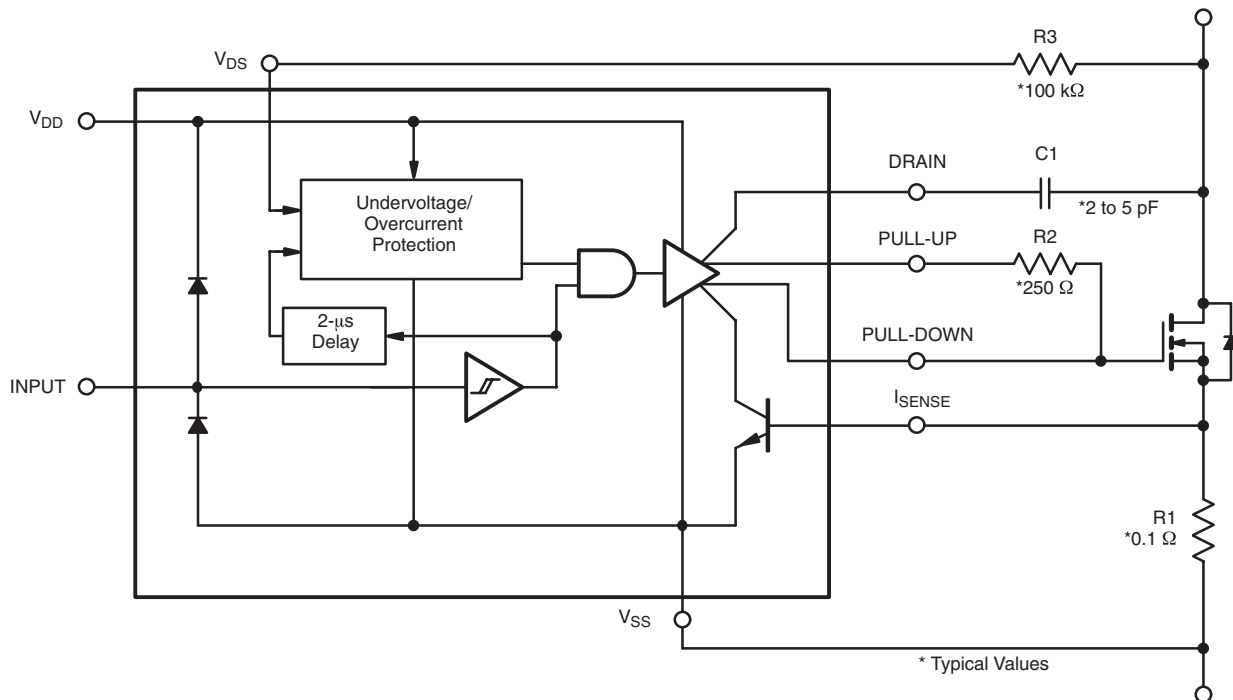 R3
*100 kΩ
VDS
VDD
DRAIN
C1
*2 to 5 pF
Undervoltage/
Overcurrent
Protection
PULL-UP
R2
*250 Ω
2-μs
Delay
PULL-DOWN
INPUT
ISENSE
R1
*0.1 Ω
VSS
* Typical Values